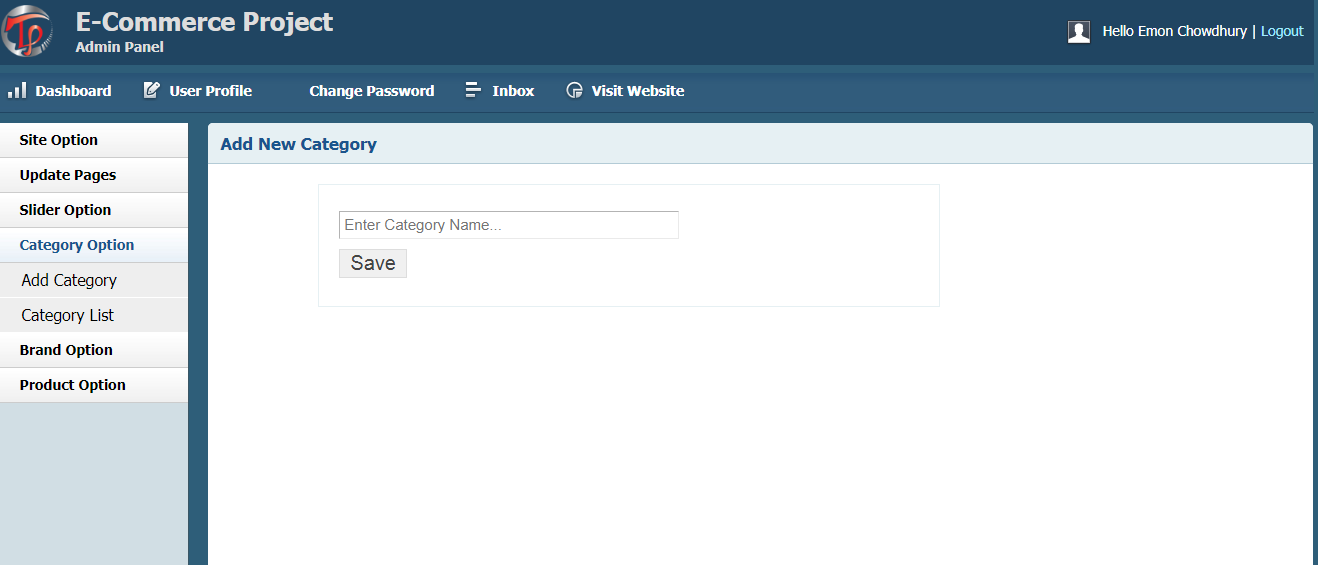 E-Commerce Project
Admin Panel
Hello Emon Chowdhury | Logout
Dashboard User Profile Change Password Inbox Visit Website
Site Option
Update Pages
Slider Option
Category Option
Add Category
Category List
Brand Option
Product Option
Add New Category
Enter Category Name...
Save